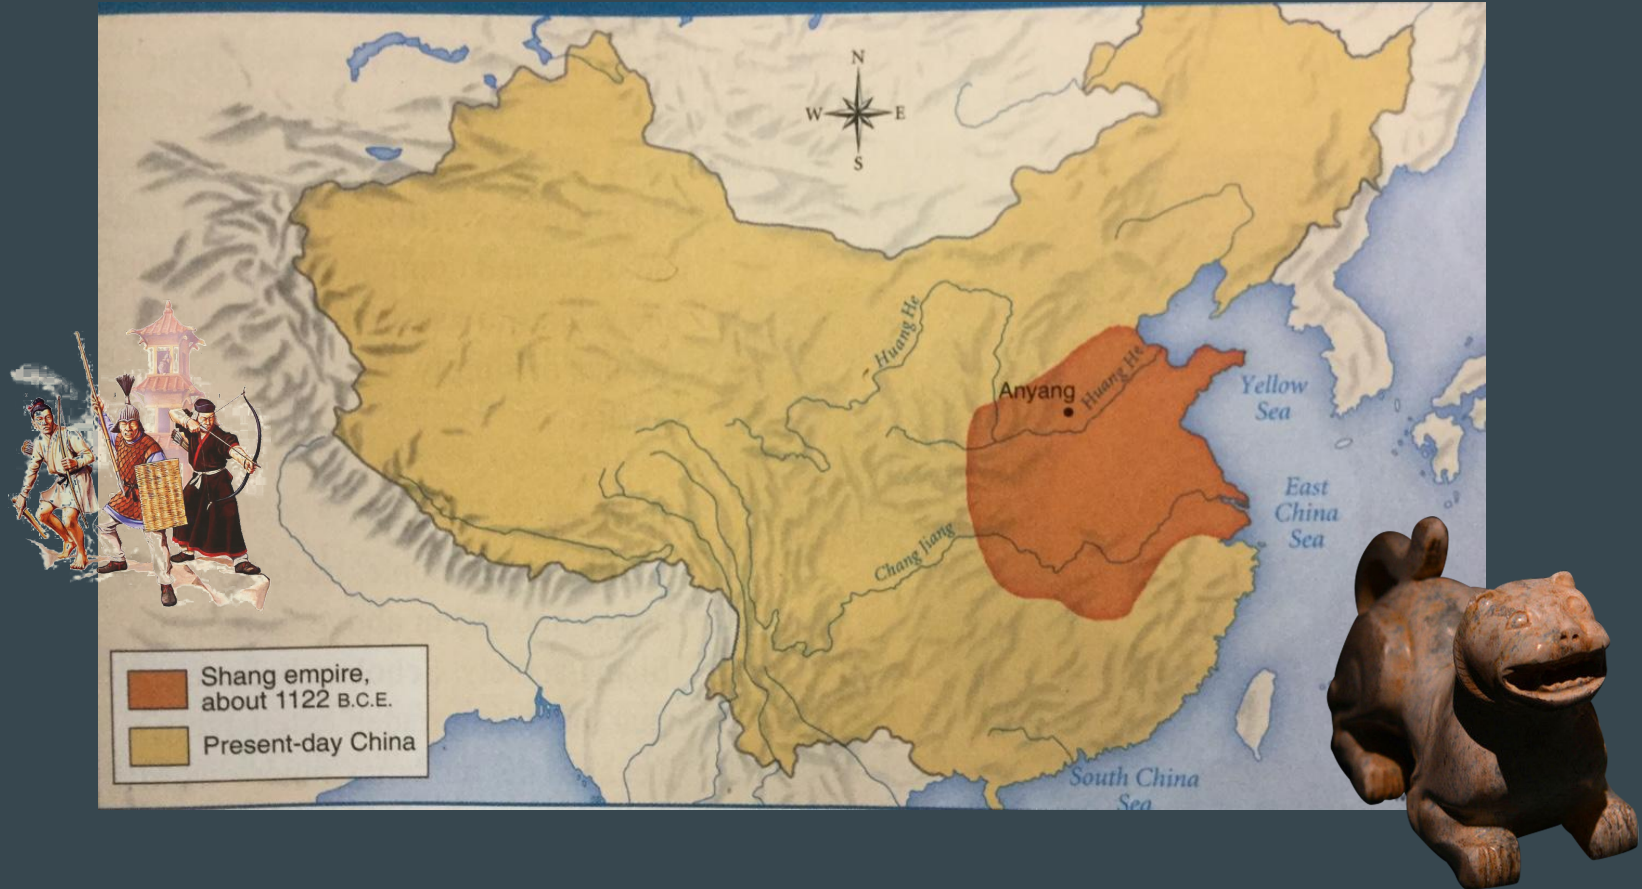 N
W E
S
Huang He
Anyang
Huang He
Yellow
Sea
East
China
Sea
Chang Jiang
Shang empire,
about 1122 B.C.E.
Present-day China
South China
Sea